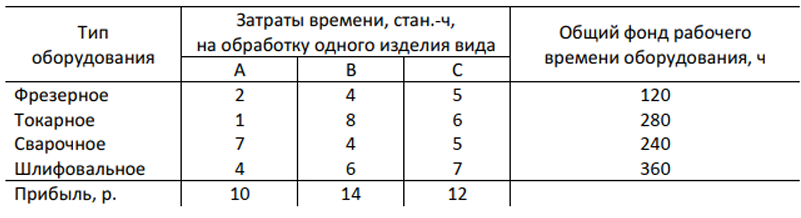 Тип оборудования
Затраты времени, стан.-ч, на обработку одного изделия вида
Общий фонд рабочего времени оборудования, ч
А В С
Фрезерное 2 4 5 120
Токарное 1 8 6 280
Сварочное 7 4 5 240
Шлифовальное 4 6 7 360
Прибыль, р. 10 14 12